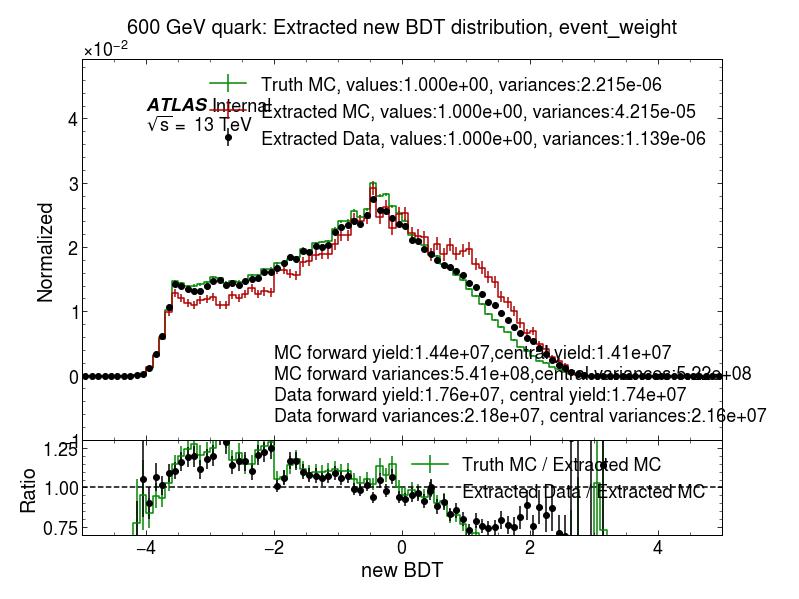 600 GeV quark: Extracted new BDT distribution, event_weight
×10⁻²
Truth MC, values:1.000e+00, variances:2.215e-06
ATLAS Internal
Extracted MC, values:1.000e+00, variances:4.215e-05
√s = 13 TeV
Extracted Data, values:1.000e+00, variances:1.139e-06
4
3
2
1
0
Normalized
MC forward yield:1.44e+07,central yield:1.41e+07
MC forward variances:5.41e+08,central variances:5.22e+08
Data forward yield:1.76e+07, central yield:1.74e+07
Data forward variances:2.18e+07, central variances:2.16e+07
1.25
1.00
0.75
Ratio
Truth MC / Extracted MC
Extracted Data / Extracted MC
−4 −2 0 2 4
new BDT